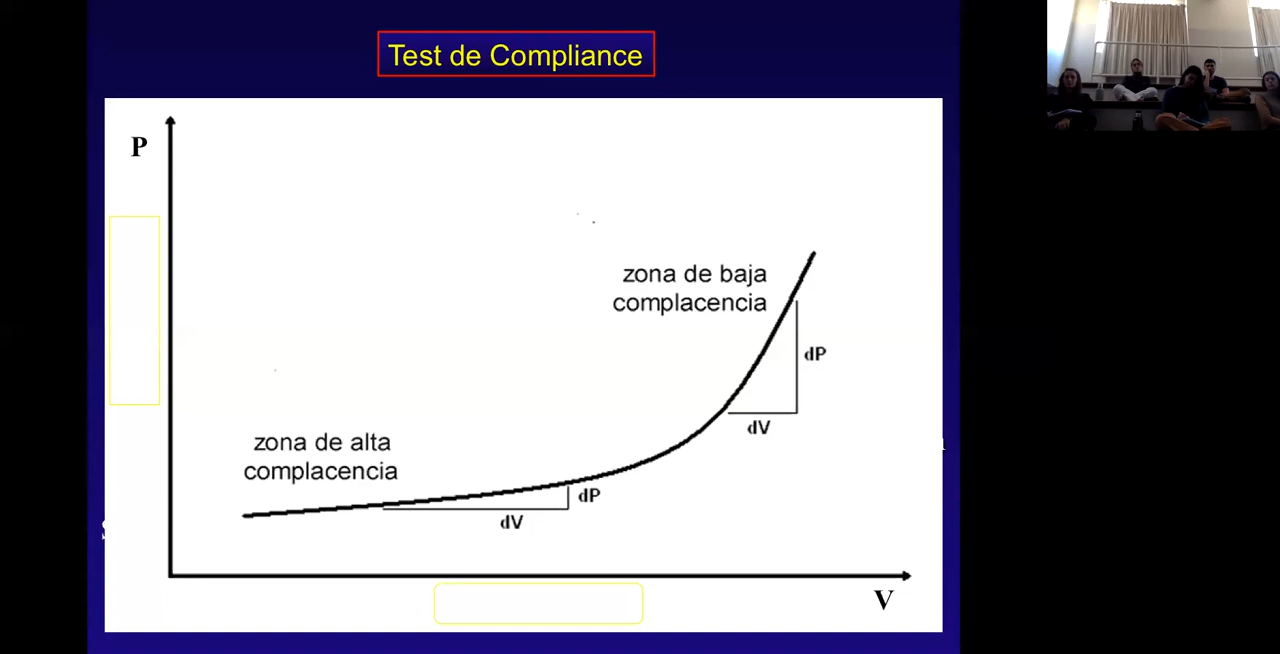 Test de Compliance
P
zona de baja
complacencia
dP
dV
zona de alta
complacencia
dP
dV
V